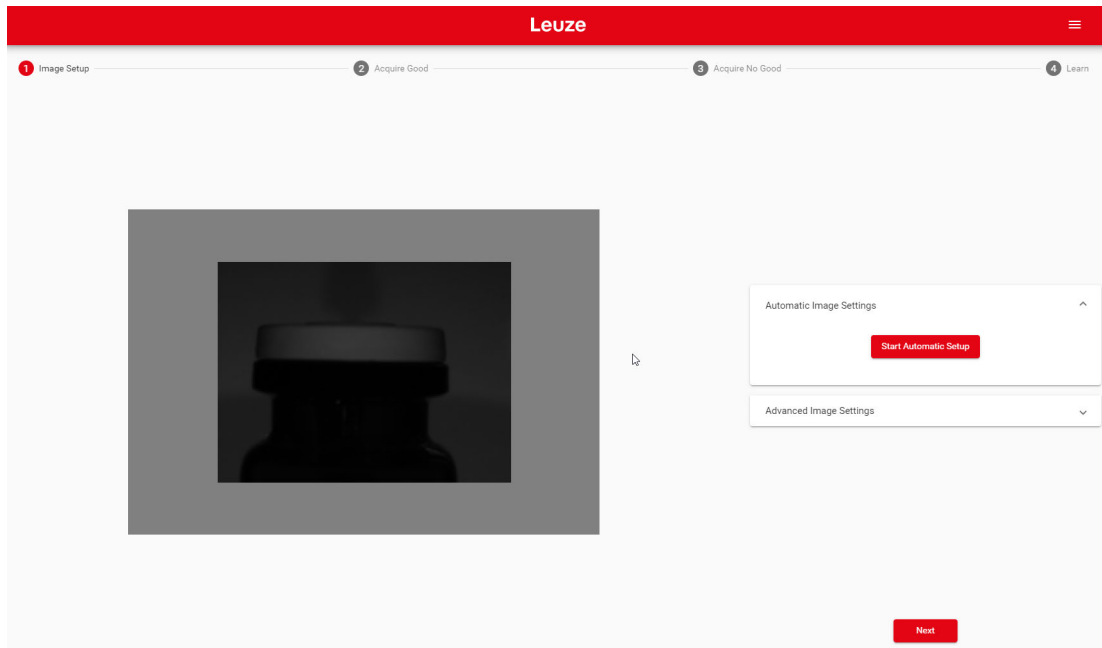 Leuze
1 Image Setup
2 Acquire Good
3 Acquire No Good
4 Learn
Automatic Image Settings
Start Automatic Setup
Advanced Image Settings
Next